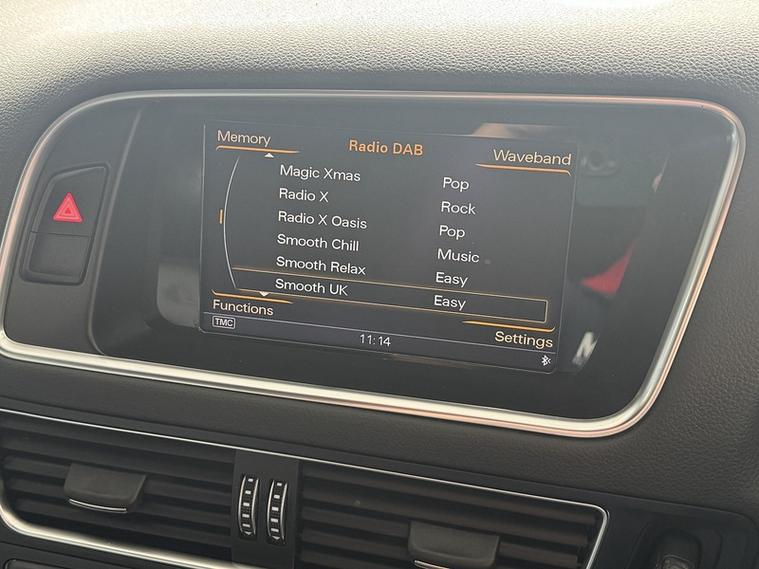 Memory
Radio DAB
Waveband
Magic Xmas Pop
Radio X Rock
Radio X Oasis Pop
Smooth Chill Music
Smooth Relax Easy
Smooth UK Easy
Functions
Settings
TMC
11:14